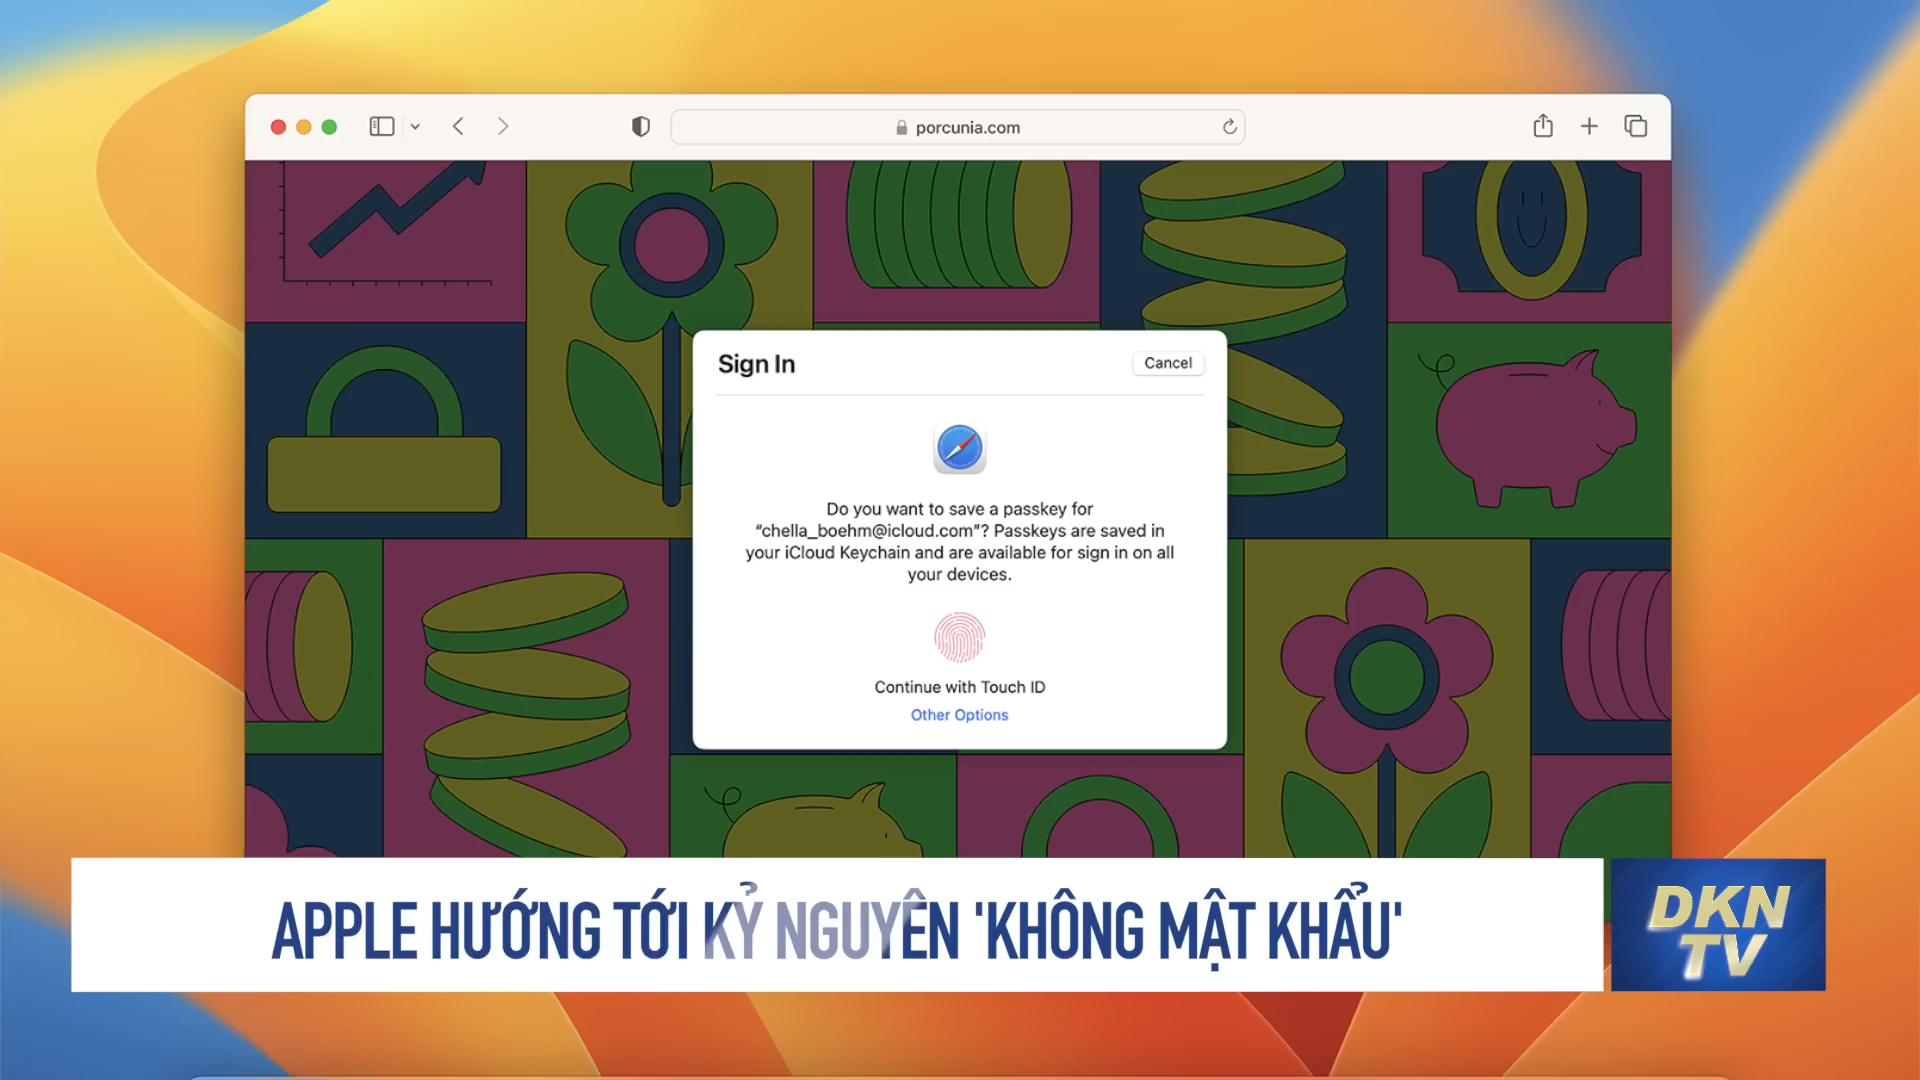 porcunia.com
Sign In
Cancel
Do you want to save a passkey for
“chella_boehm@icloud.com”? Passkeys are saved in
your iCloud Keychain and are available for sign in on all
your devices.
Continue with Touch ID
Other Options
APPLE HƯỚNG TỚI KỶ NGUYÊN 'KHÔNG MẬT KHẨU'
DKN
TV